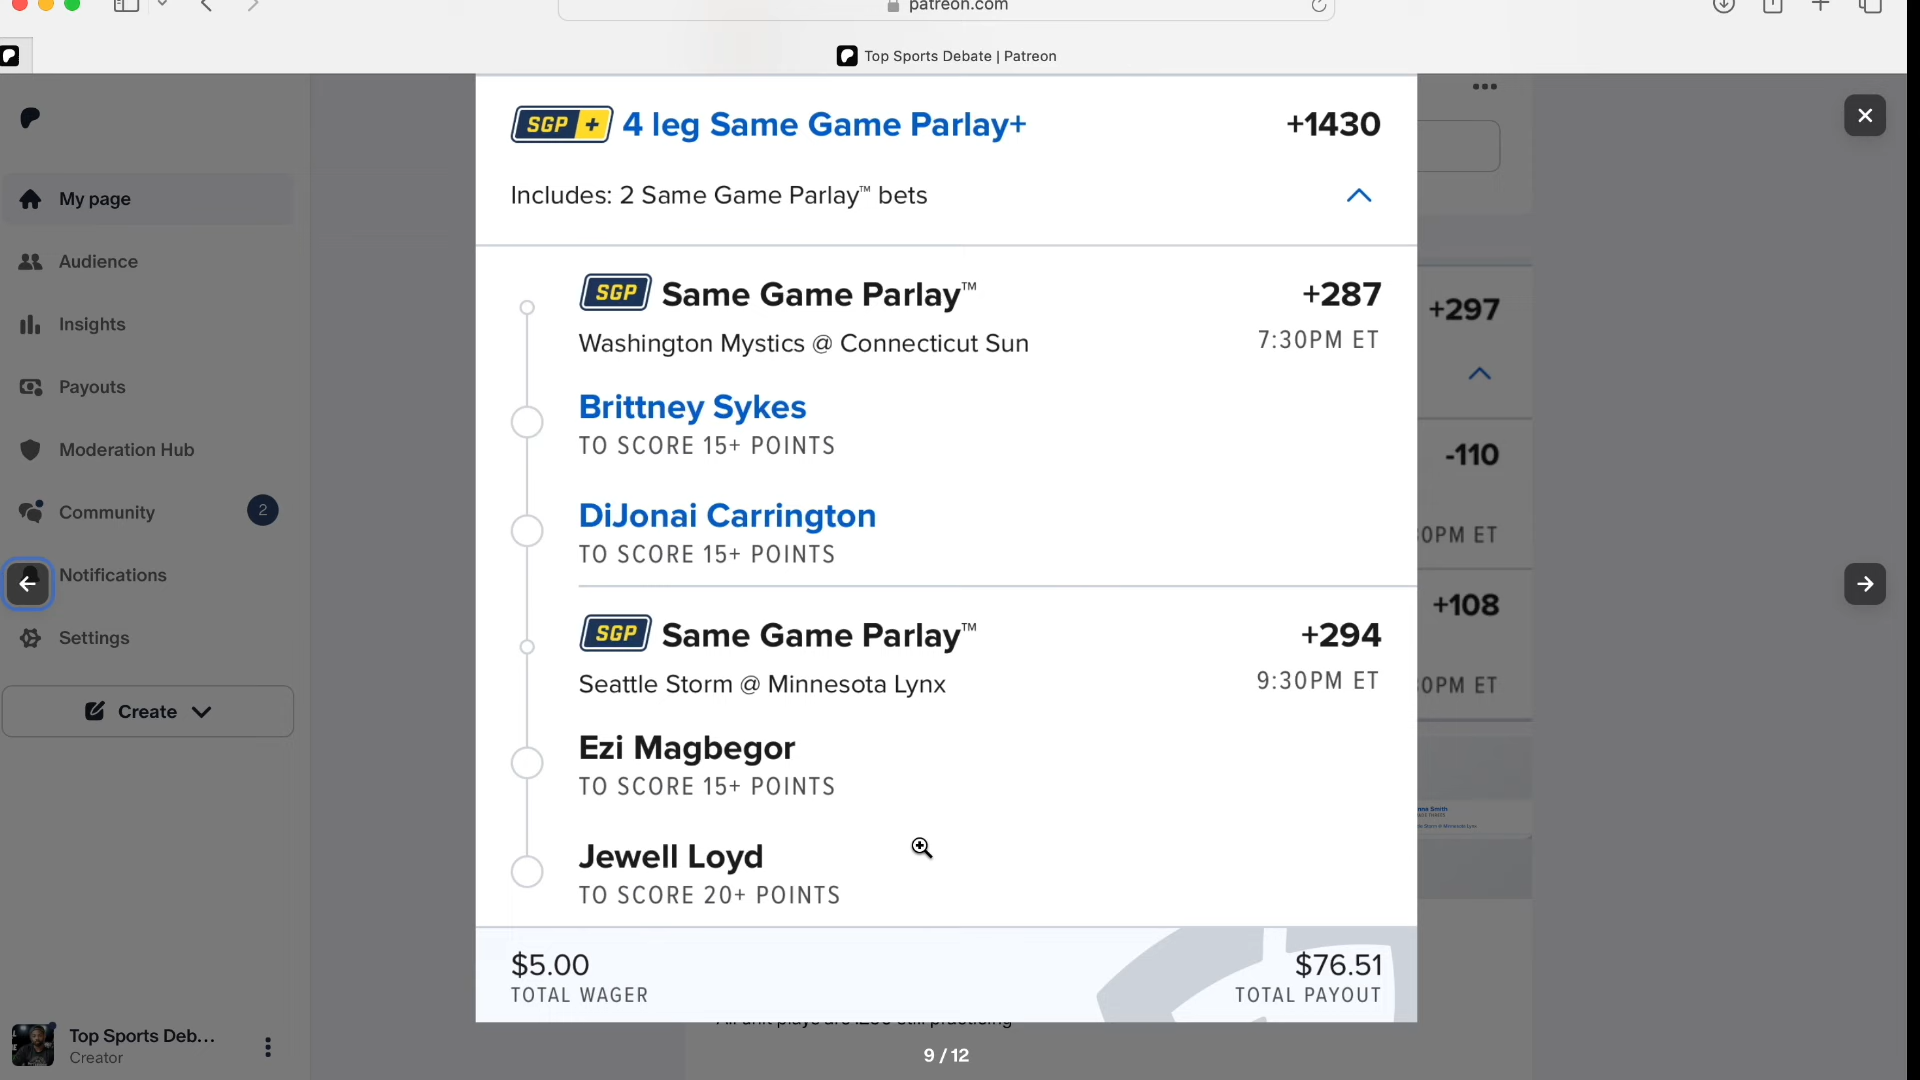 patreon.com
Top Sports Debate | Patreon
SGP + 4 leg Same Game Parlay+ +1430
Includes: 2 Same Game Parlay™ bets
SGP Same Game Parlay™ +287
Washington Mystics @ Connecticut Sun 7:30PM ET
Brittney Sykes
TO SCORE 15+ POINTS
DiJonai Carrington
TO SCORE 15+ POINTS
SGP Same Game Parlay™ +294
Seattle Storm @ Minnesota Lynx 9:30PM ET
Ezi Magbegor
TO SCORE 15+ POINTS
Jewell Loyd
TO SCORE 20+ POINTS
$5.00 $76.51
TOTAL WAGER TOTAL PAYOUT
9 / 12
My page
Audience
Insights
Payouts
Moderation Hub
Community 2
Notifications
Settings
Create
Top Sports Deb...
Creator
+297
-110
0PM ET
+108
0PM ET